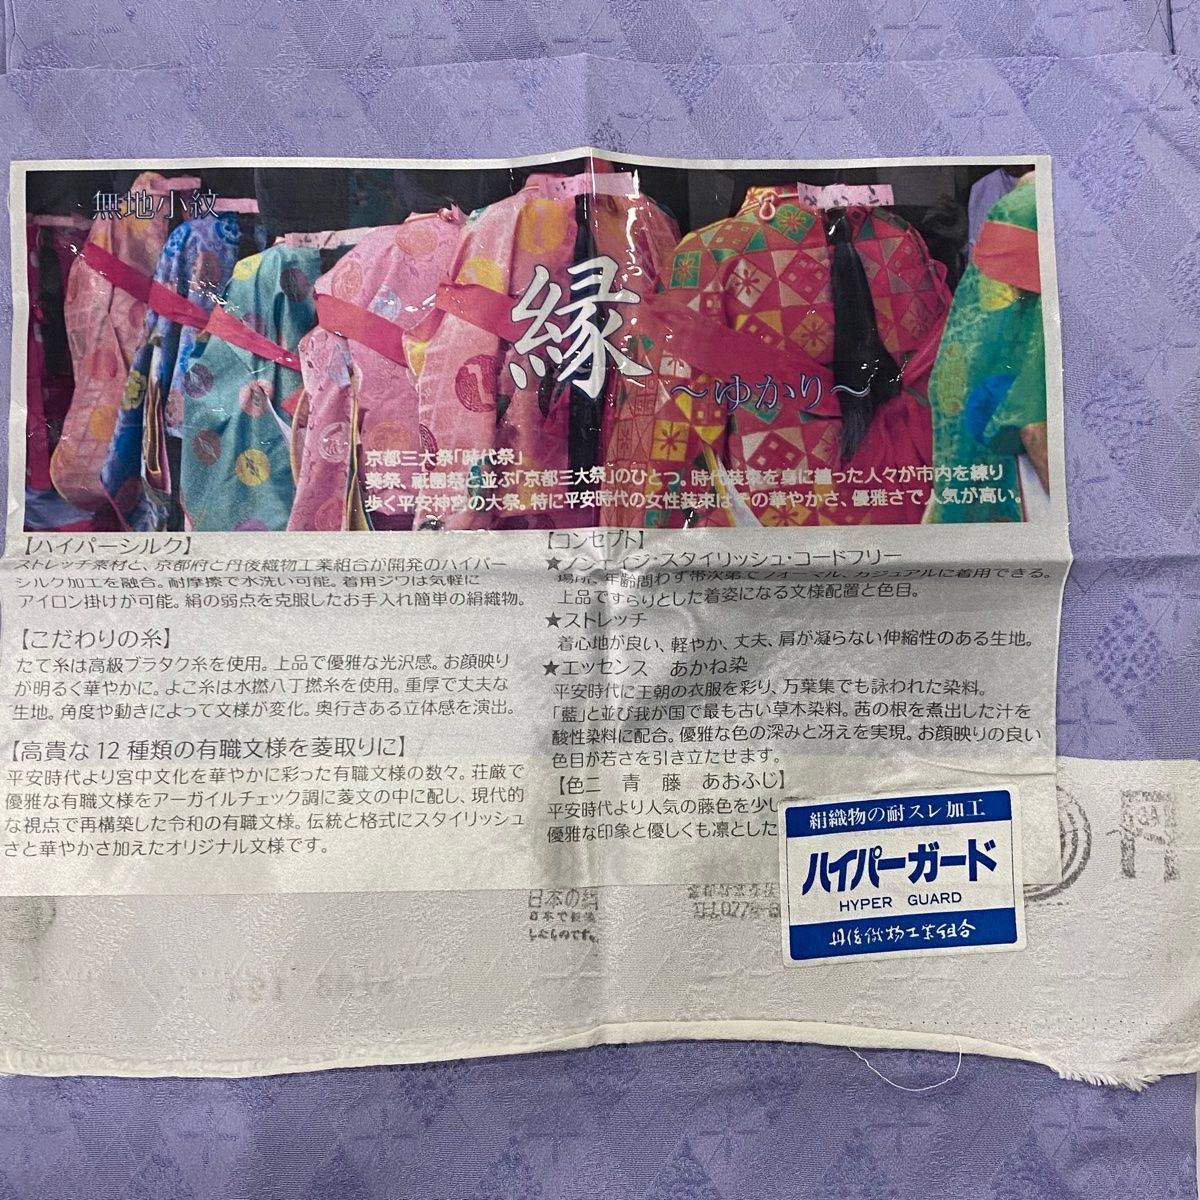 無地小紋
縁
～ゆかり～
京都三大祭「時代祭」
葵祭、祇園祭と並ぶ「京都三大祭」のひとつ。時代装束を身に纏った人々が市内を練り
歩く平安神宮の大祭。特に平安時代の女性装束はその華やかさ、優雅さで人気が高い。
【ハイパーシルク】
ストレッチ素材と、京都府と丹後織物工業組合が開発のハイパー
シルク加工を融合。耐摩擦で水洗い可能。着用ジワは気軽に
アイロン掛けが可能。絹の弱点を克服したお手入れ簡単の絹織物。
【こだわりの糸】
たて糸は高級ブラタク糸を使用。上品で優雅な光沢感。お顔映り
が明るく華やかに。よこ糸は水撚八丁撚糸を使用。重厚で丈夫な
生地。角度や動きによって文様が変化。奥行きある立体感を演出。
【高貴な12種類の有職文様を菱取りに】
平安時代より宮中文化を華やかに彩った有職文様の数々。荘厳で
優雅な有職文様をアーガイルチェック調に菱文の中に配し、現代的
な視点で再構築した令和の有職文様。伝統と格式にスタイリッシュ
さと華やかさ加えたオリジナル文様です。
【コンセプト】
★ノンエイジ・スタイリッシュ・コードフリー
場所、年齢問わず帯次第でフォーマル、カジュアルに着用できる。
上品ですらりとした着姿になる文様配置と色目。
★ストレッチ
着心地が良い、軽やか、丈夫、肩が凝らない伸縮性のある生地。
★エッセンス あかね染
平安時代に王朝の衣服を彩り、万葉集でも詠われた染料。
「藍」と並び我が国で最も古い草木染料。茜の根を煮出した汁を
酸性染料に配合。優雅な色の深みと冴えを実現。お顔映りの良い
色目が若さを引き立たせます。
【色二 青 藤 あおふじ】
平安時代より人気の藤色を少し
優雅な印象と優しくも凛とした
絹織物の耐スレ加工
ハイパーガード
HYPER GUARD
丹後織物工業組合
日本の絹
日本で製織
したものです。